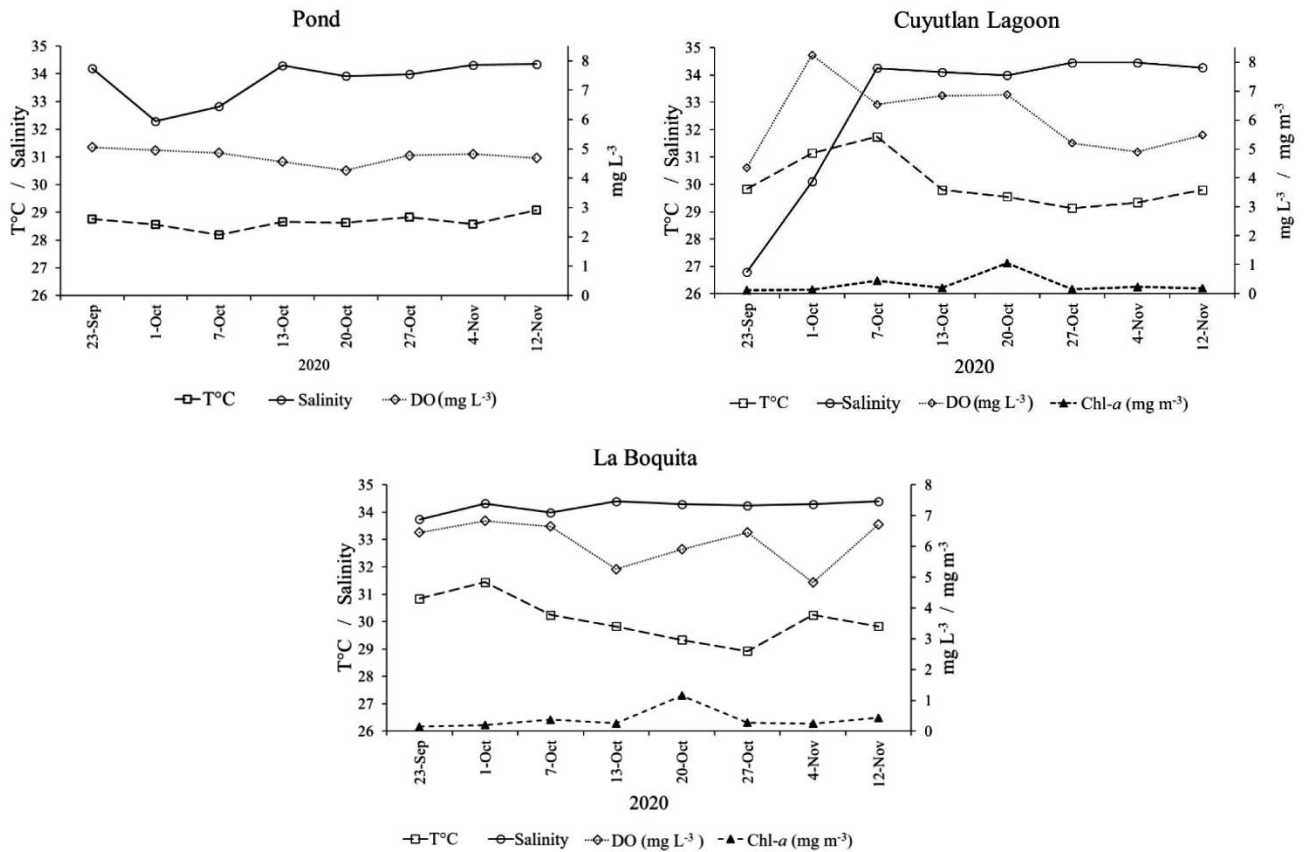 Pond
35
34
33
32
31
30
29
28
27
26
T°C / Salinity
8
7
6
5
4
3
2
1
0
mg L-3
23-Sep
1-Oct
7-Oct
13-Oct
20-Oct
27-Oct
4-Nov
12-Nov
2020
T°C Salinity DO (mg L-3)
Cuyutlan Lagoon
35
34
33
32
31
30
29
28
27
26
T°C / Salinity
8
7
6
5
4
3
2
1
0
mg L-3 / mg m-3
23-Sep
1-Oct
7-Oct
13-Oct
20-Oct
27-Oct
4-Nov
12-Nov
2020
T°C Salinity DO (mg L-3) Chl-a (mg m-3)
La Boquita
35
34
33
32
31
30
29
28
27
26
T°C / Salinity
8
7
6
5
4
3
2
1
0
mg L-3 / mg m-3
23-Sep
1-Oct
7-Oct
13-Oct
20-Oct
27-Oct
4-Nov
12-Nov
2020
T°C Salinity DO (mg L-3 ) Chl-a (mg m-3)